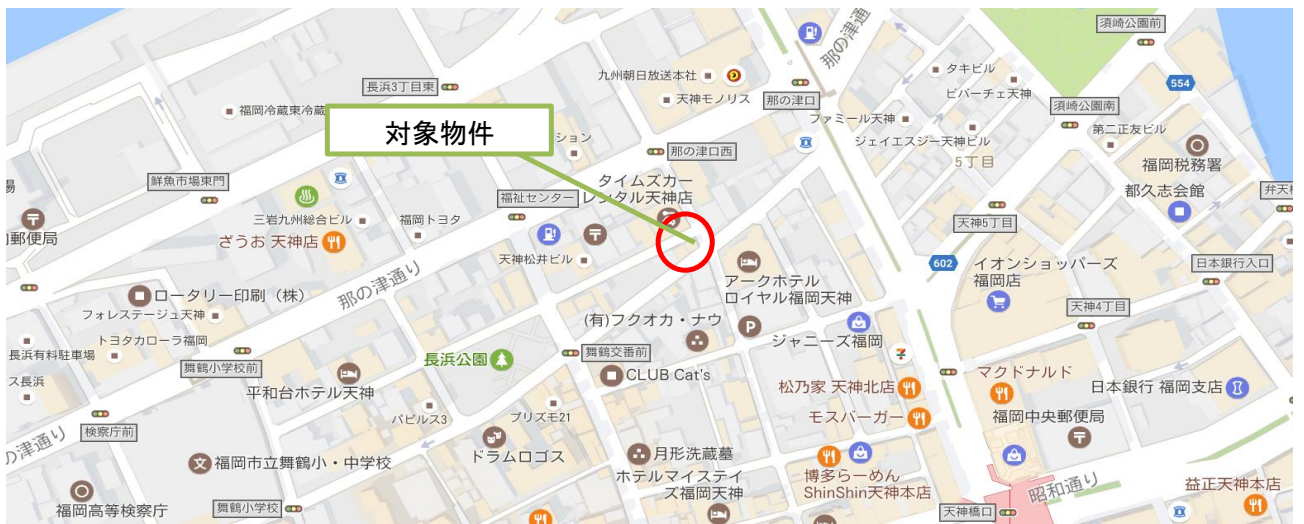 須崎公園前
那の津通り
九州朝日放送本社
タキビル
ビバーチェ天神
554
長浜3丁目東
天神モノリス
那の津口
須崎公園南
福岡冷蔵東冷蔵
ファミール天神
対象物件
ション
ジェイエスジー天神ビル
第二正友ビル
那の津口西
5丁目
福岡税務署
鮮魚市場東門
タイムズカー
レンタル天神店
都久志会館
福祉センター
三岩九州総合ビル
福岡トヨタ
天神5丁目
郵便局
ざうお 天神店
天神松井ビル
602
イオンショッパーズ
福岡店
日本銀行入口
アークホテル
ロイヤル福岡天神
那の津通り
ロータリー印刷(株)
フォレステージュ天神
天神4丁目
(有)フクオカ・ナウ
P
ジャニーズ福岡
トヨタカローラ福岡
長浜有料駐車場
長浜公園
舞鶴交番前
舞鶴小学校前
CLUB Cat's
マクドナルド
ス長浜
平和台ホテル天神
松乃家 天神北店
日本銀行 福岡支店
バビルス3
プリズモ21
モスバーガー
福岡中央郵便局
の津通り
検察庁前
ドラムロゴス
月形洗蔵墓
文
福岡市立舞鶴小・中学校
ホテルマイステイ
ズ福岡天神
博多らーめん
ShinShin天神本店
昭和通り
益正天神本店
福岡高等検察庁
舞鶴小学校
天神橋口